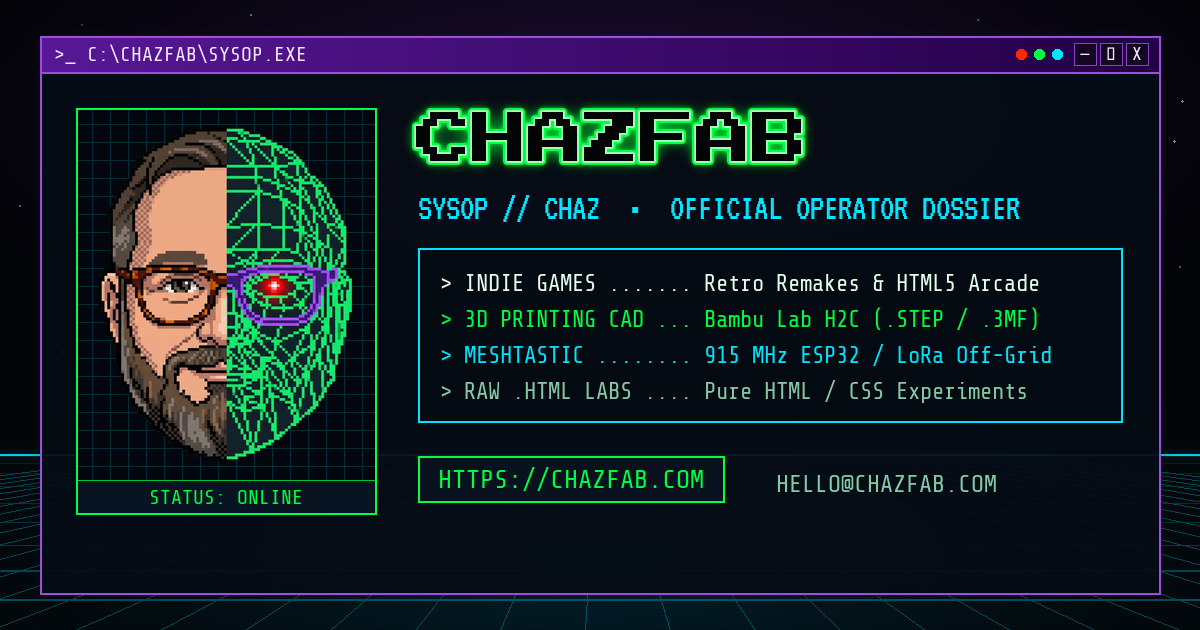 >_ C:\CHAZFAB\SYSOP.EXE
CHAZFAB
SYSOP // CHAZ ▪ OFFICIAL OPERATOR DOSSIER
> INDIE GAMES ....... Retro Remakes & HTML5 Arcade
> 3D PRINTING CAD ... Bambu Lab H2C (.STEP / .3MF)
> MESHTASTIC ........ 915 MHz ESP32 / LoRa Off-Grid
> RAW .HTML LABS .... Pure HTML / CSS Experiments
HTTPS://CHAZFAB.COM
HELLO@CHAZFAB.COM
STATUS: ONLINE